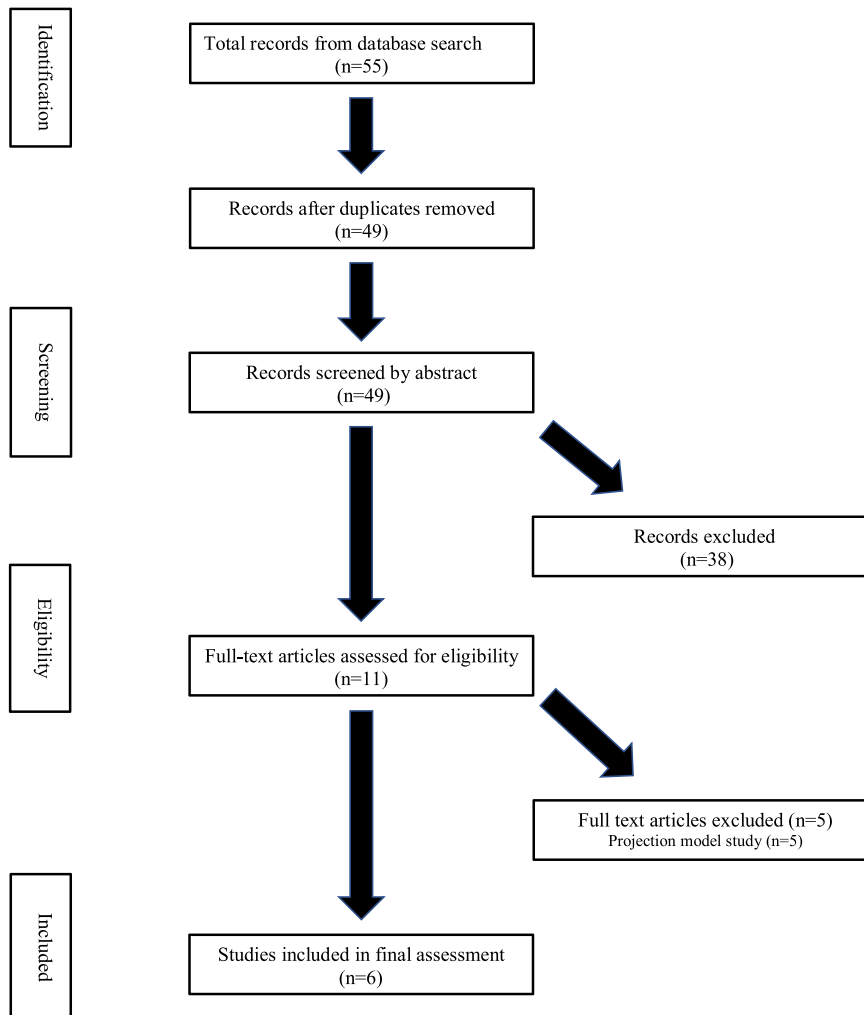 Identification
Total records from database search
(n=55)
Records after duplicates removed
(n=49)
Screening
Records screened by abstract
(n=49)
Records excluded
(n=38)
Eligibility
Full-text articles assessed for eligibility
(n=11)
Full text articles excluded (n=5)
Projection model study (n=5)
Included
Studies included in final assessment
(n=6)